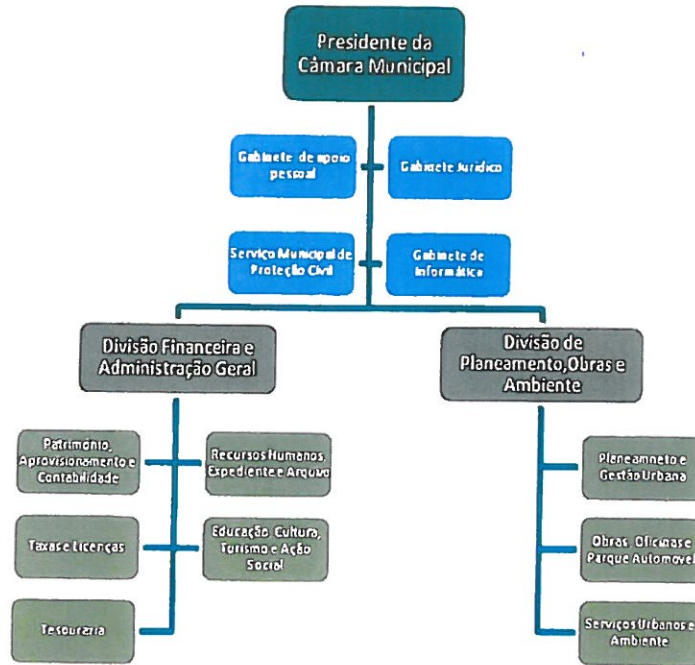 Presidente da
Câmara Municipal
Gabinete de apoio
pessoal
Gabinete Jurídico
Serviço Municipal de
Proteção Civil
Gabinete de
Informática
Divisão Financeira e
Administração Geral
Divisão de
Planeamento,Obras e
Ambiente
Património,
Aprovisionamento e
Contabilidade
Recursos Humanos,
Expediente e Arquivo
Planeamneto e
Gestão Urbana
Taxas e Licenças
Educação, Cultura,
Turismo e Ação
Social
Obras, Oficinas e
Parque Automóvel
Tesouraria
Serviços Urbanos e
Ambiente